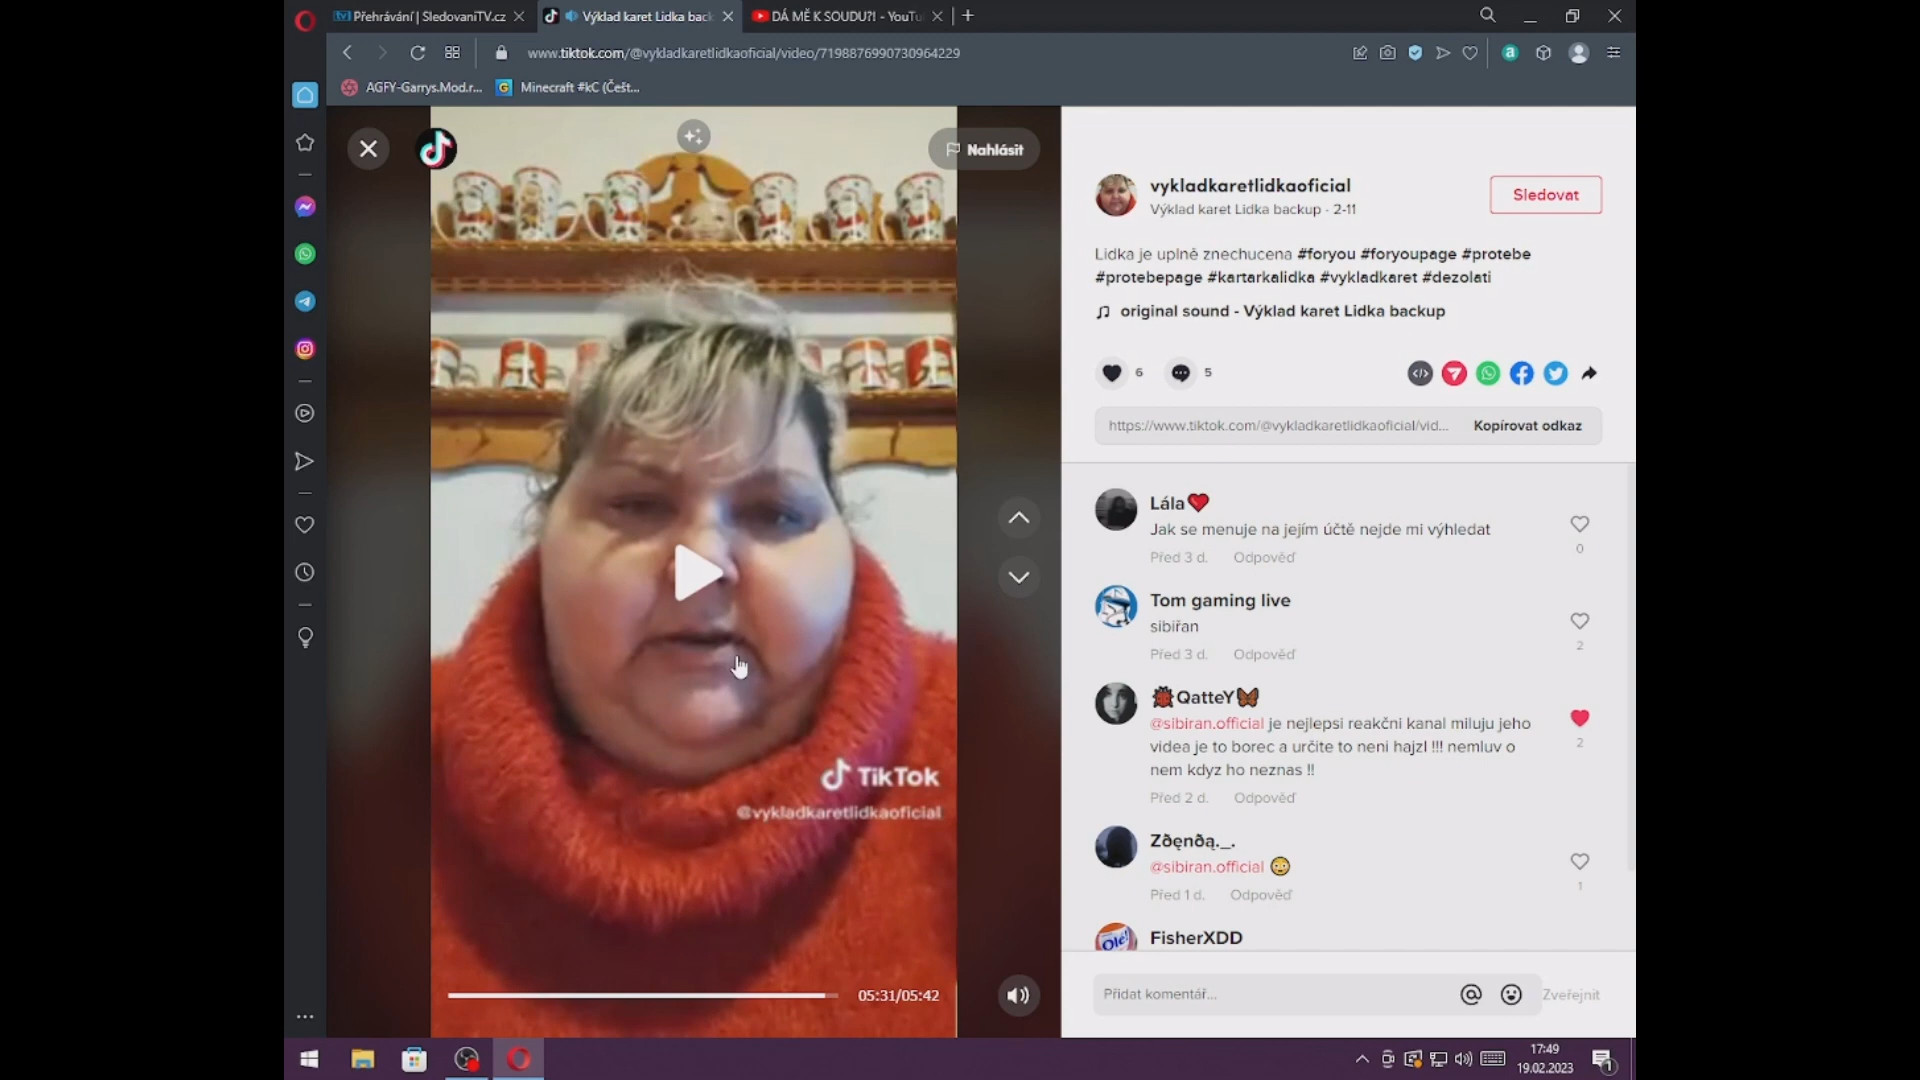 Přehrávání | SledovaniTV.cz
Výklad karet Lidka bac
DÁ MĚ K SOUDU?! - YouTu
www.tiktok.com/@vykladkaretlidkaoficial/video/7198876990730964229
AGFY-Garrys.Mod.r...
Minecraft #kC (Češt...
Nahlásit
TikTok
@vykladkaretlidkaoficial
05:31/05:42
vykladkaretlidkaoficial
Výklad karet Lidka backup · 2-11
Sledovat
Lidka je uplně znechucena #foryou #foryoupage #protebe
#protebepage #kartarkalidka #vykladkaret #dezolati
original sound - Výklad karet Lidka backup
6
5
https://www.tiktok.com/@vykladkaretlidkaoficial/vid...
Kopírovat odkaz
Lála
Jak se menuje na jejím účtě nejde mi výhledat
Před 3 d. Odpověď
0
Tom gaming live
sibiřan
Před 3 d. Odpověď
2
QatteY
@sibiran.official je nejlepsi reakčni kanal miluju jeho
videa je to borec a určite to neni hajzl !!! nemluv o
nem kdyz ho neznas !!
Před 2 d. Odpověď
2
Zðęnðą._.
@sibiran.official
Před 1 d. Odpověď
1
Olé!
FisherXDD
Přidat komentář...
Zveřejnit
17:49
19.02.2023
1